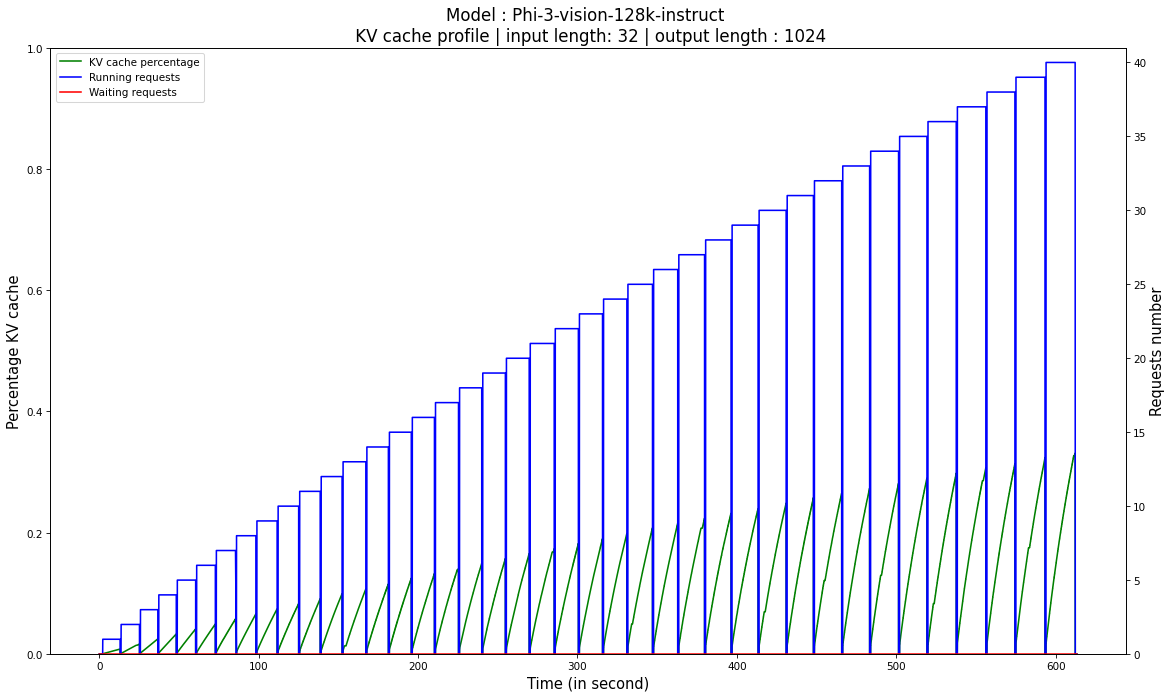 Model : Phi-3-vision-128k-instruct
KV cache profile | input length: 32 | output length : 1024
KV cache percentage
Running requests
Waiting requests
Percentage KV cache
1.0
0.8
0.6
0.4
0.2
0.0
40
35
30
25
20
15
10
5
0
Requests number
0 100 200 300 400 500 600
Time (in second)